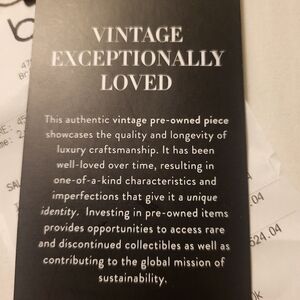 VINTAGE
EXCEPTIONALLY
LOVED
This authentic vintage pre-owned piece
showcases the quality and longevity of
luxury craftsmanship. It has been
well-loved over time, resulting in
one-of-a-kind characteristics and
imperfections that give it a unique
identity. Investing in pre-owned items
provides opportunities to access rare
and discontinued collectibles as well as
contributing to the global mission of
sustainability.
.04
524.04